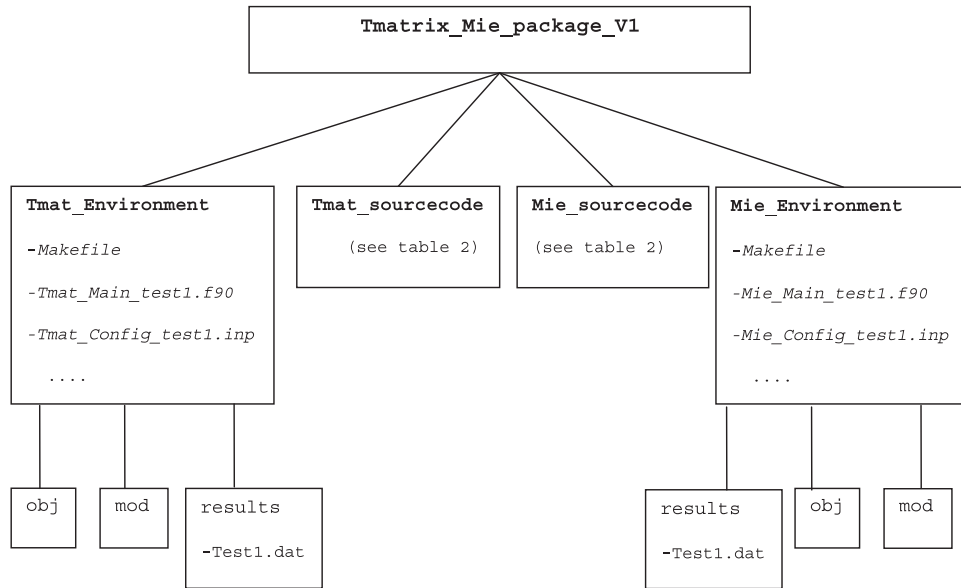 Tmatrix_Mie_package_V1
Tmat_Environment
-Makefile
-Tmat_Main_test1.f90
-Tmat_Config_test1.inp
....
Tmat_sourcecode
(see table 2)
Mie_sourcecode
(see table 2)
Mie_Environment
-Makefile
-Mie_Main_test1.f90
-Mie_Config_test1.inp
....
obj
mod
results
-Test1.dat
results
-Test1.dat
obj
mod